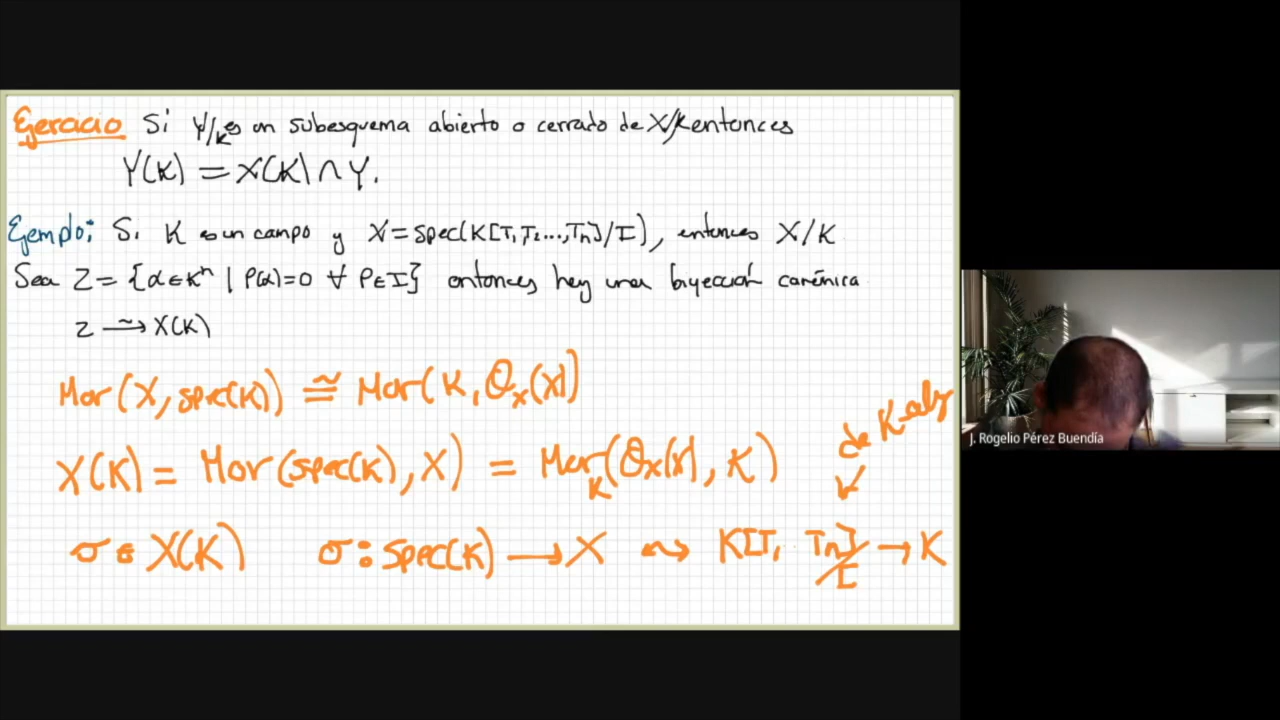 Ejercicio Si Y/K es un subesquema abierto o cerrado de X/K entonces
Y(K) = X(K) ∩ Y.
Ejemplo: Si K es un campo y X = Spec(K[T₁,T₂...,Tₙ]/I), entonces X/K
Sea Z = {α ∈ Kⁿ | P(α)=0 ∀ P∈I} entonces hay una biyección canónica
Z ⥲ X(K)
Mor(X, Spec(K)) ≅ Mor(K, O_X(X))
X(K) = Mor(Spec(K), X) = Mor_K(O_X(X), K)
de K alg
σ ∈ X(K) σ: Spec(K) → X ⇝ K[T₁ Tₙ]/I → K
J. Rogelio Pérez Buendía